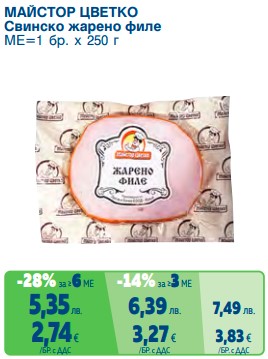 МАЙСТОР ЦВЕТКО
Свинско жарено филе
МЕ=1 бр. x 250 г
МАЙСТОР ЦВЕТКО
ЖАРЕНО
ФИЛЕ
-28% за ≥6 МЕ
-14% за ≥3 МЕ
5,35 лв.
6,39 лв.
7,49 лв.
2,74 €
3,27 €
3,83 €
/БР. с ДДС
/БР. с ДДС
/БР. с ДДС